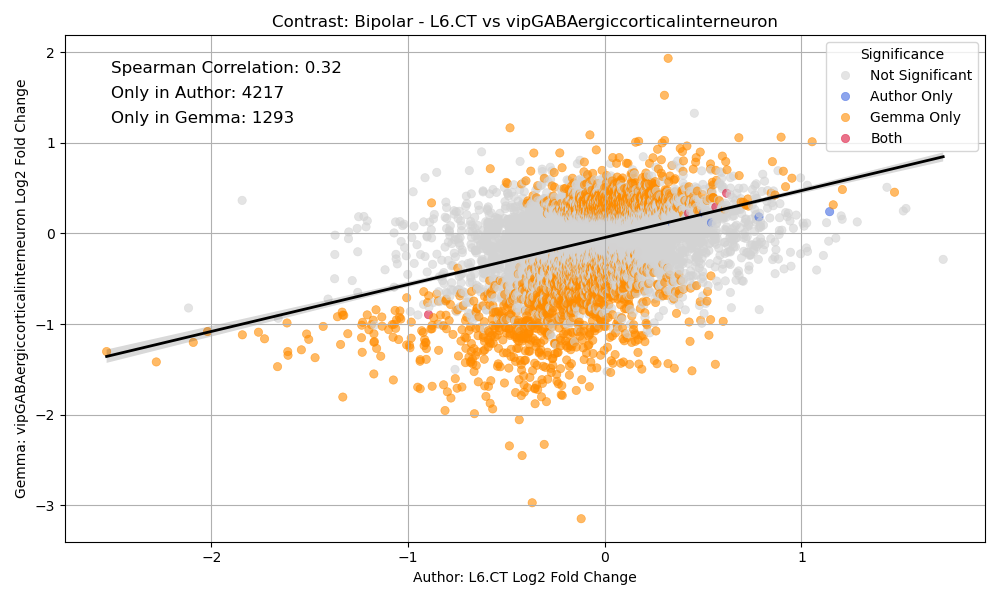 Contrast: Bipolar - L6.CT vs vipGABAergiccorticalinterneuron
Spearman Correlation: 0.32
Only in Author: 4217
Only in Gemma: 1293
Significance
Not Significant
Author Only
Gemma Only
Both
Gemma: vipGABAergiccorticalinterneuron Log2 Fold Change
2
1
0
−1
−2
−3
−2
−1
0
1
Author: L6.CT Log2 Fold Change